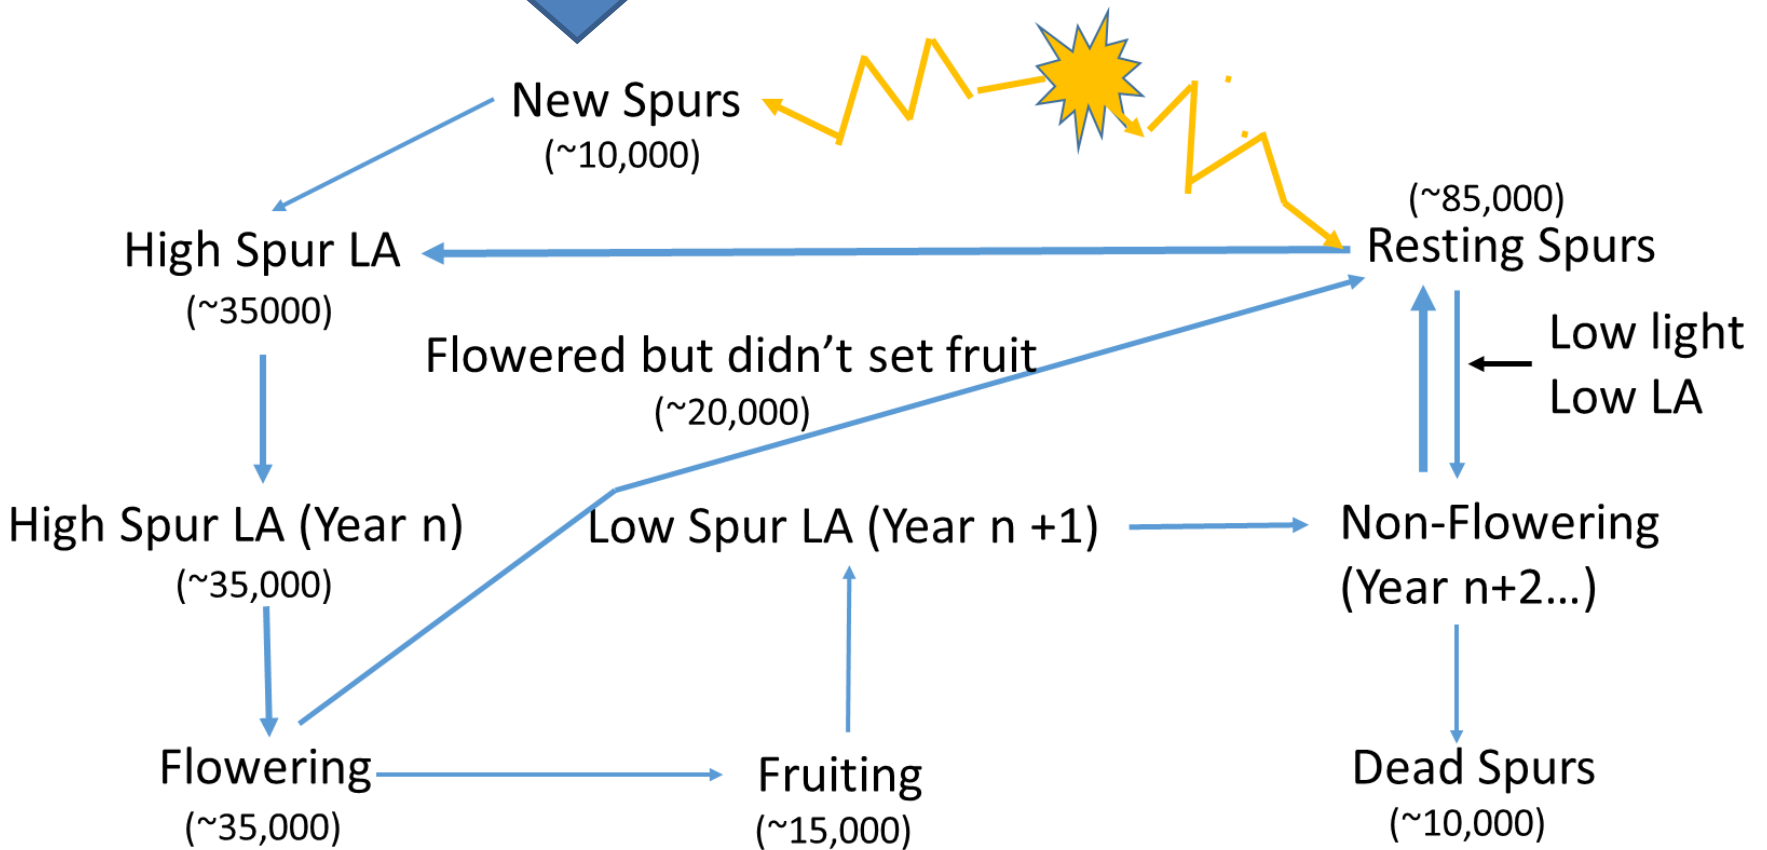 New Spurs
(~10,000)
(~85,000)
High Spur LA
Resting Spurs
(~35000)
Low light
Flowered but didn’t set fruit
Low LA
(~20,000)
High Spur LA (Year n)
Low Spur LA (Year n +1)
Non-Flowering
(~35,000)
(Year n+2...)
Flowering
Fruiting
Dead Spurs
(~35,000)
(~15,000)
(~10,000)